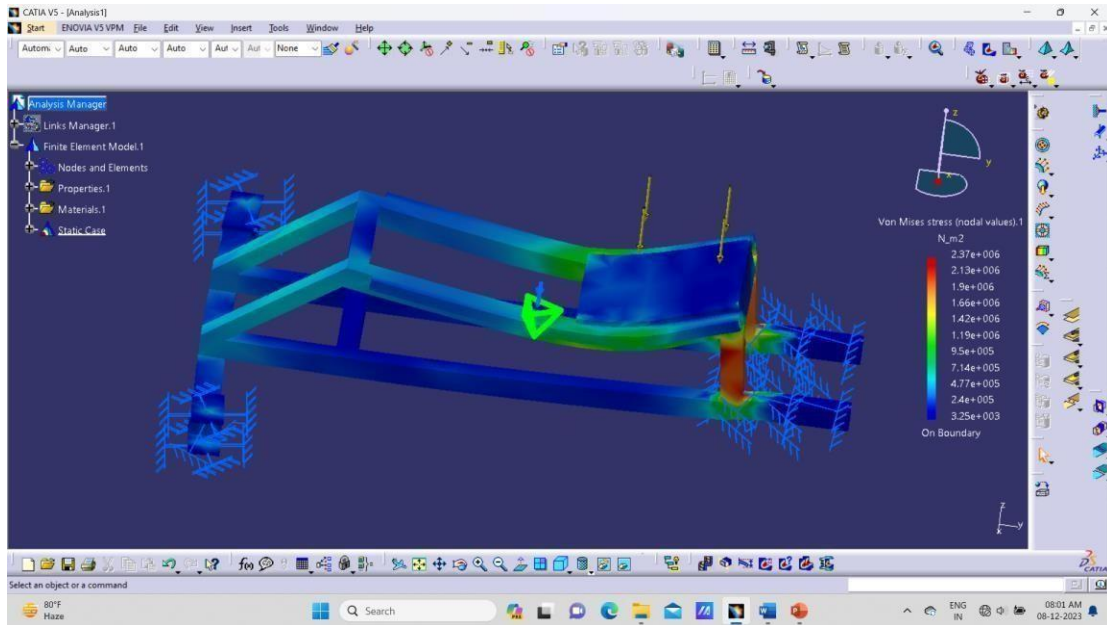 CATIA V5 - [Analysis1]
Start ENOVIA V5 VPM File Edit View Insert Tools Window Help
Autom Auto Auto Auto Aut Aut None
Analysis Manager
Links Manager.1
Finite Element Model.1
Nodes and Elements
Properties.1
Materials.1
Static Case
z
y
x
Von Mises stress (nodal values).1
N_m2
2.37e+006
2.13e+006
1.9e+006
1.66e+006
1.42e+006
1.19e+006
9.5e+005
7.14e+005
4.77e+005
2.4e+005
3.25e+003
On Boundary
z
y
x
f(x)
CATIA
Select an object or a command
80°F
Haze
Search
ENG
IN
08:01 AM
08-12-2023